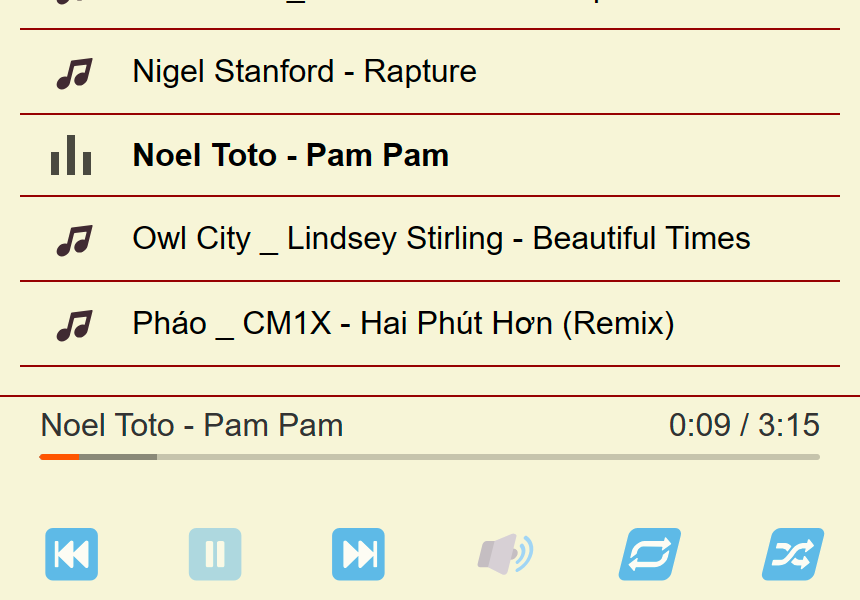 Nigel Stanford - Rapture
Noel Toto - Pam Pam
Owl City _ Lindsey Stirling - Beautiful Times
Pháo _ CM1X - Hai Phút Hơn (Remix)
Noel Toto - Pam Pam 0:09 / 3:15